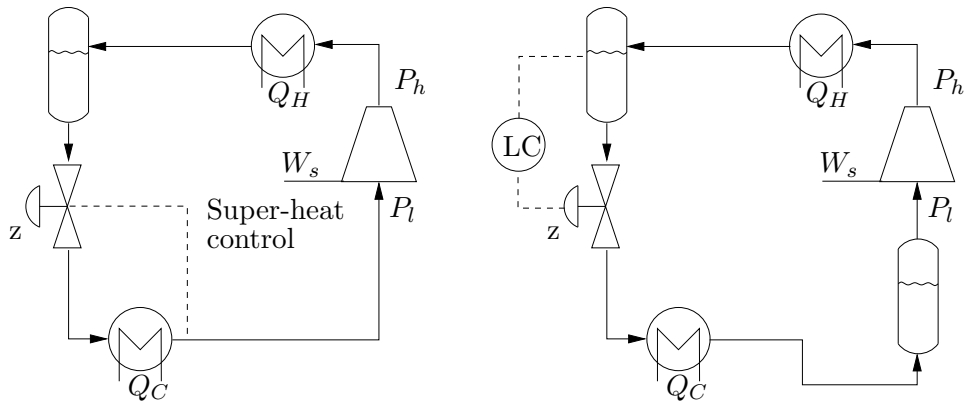 Q_H
P_h
W_s
P_l
Super-heat
control
z
Q_C
Q_H
P_h
LC
W_s
P_l
z
Q_C